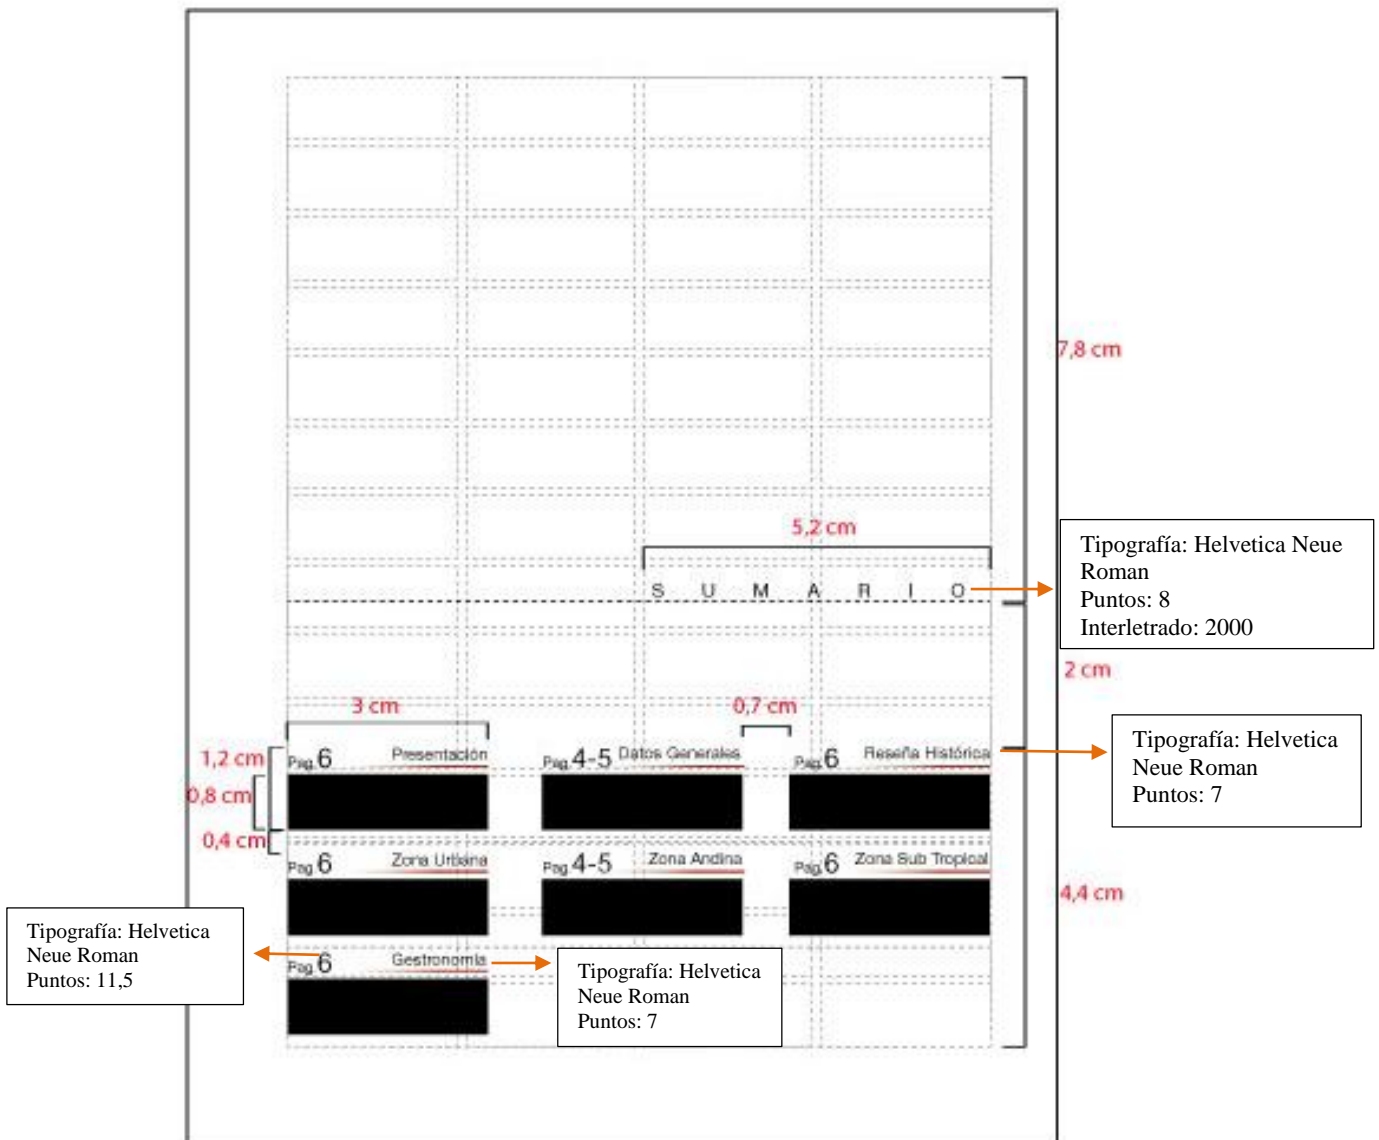 7,8 cm
5,2 cm
S U M A R I O
Tipografía: Helvetica Neue
Roman
Puntos: 8
Interletrado: 2000
2 cm
3 cm
0,7 cm
1,2 cm
Pag. 6 Presentación
Pag. 4-5 Datos Generales
Pag. 6 Reseña Histórica
Tipografía: Helvetica
Neue Roman
Puntos: 7
0,8 cm
0,4 cm
Pag. 6 Zona Urbana
Pag. 4-5 Zona Andina
Pag. 6 Zona Sub Tropical
4,4 cm
Tipografía: Helvetica
Neue Roman
Puntos: 11,5
Pag. 6 Gestronomía
Tipografía: Helvetica
Neue Roman
Puntos: 7